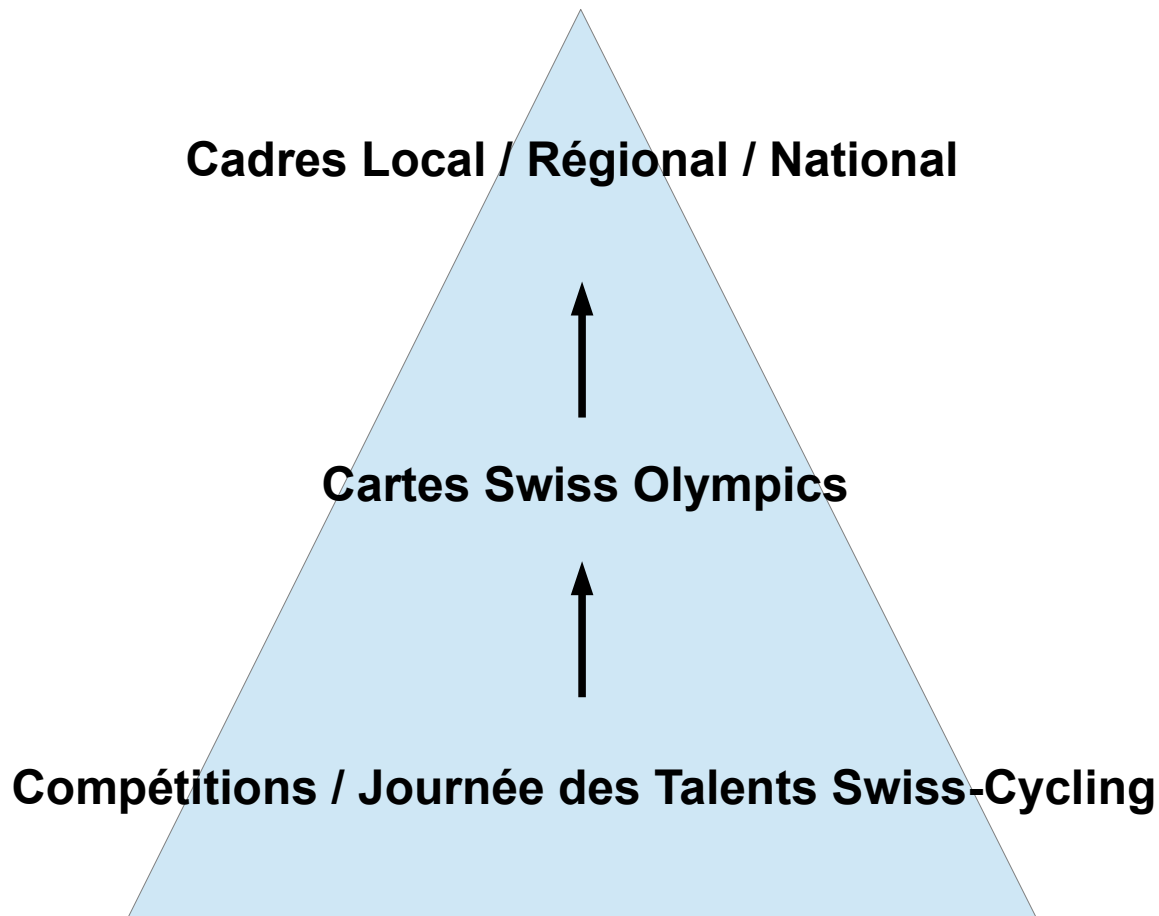 Cadres Local / Régional / National
Cartes Swiss Olympics
Compétitions / Journée des Talents Swiss-Cycling